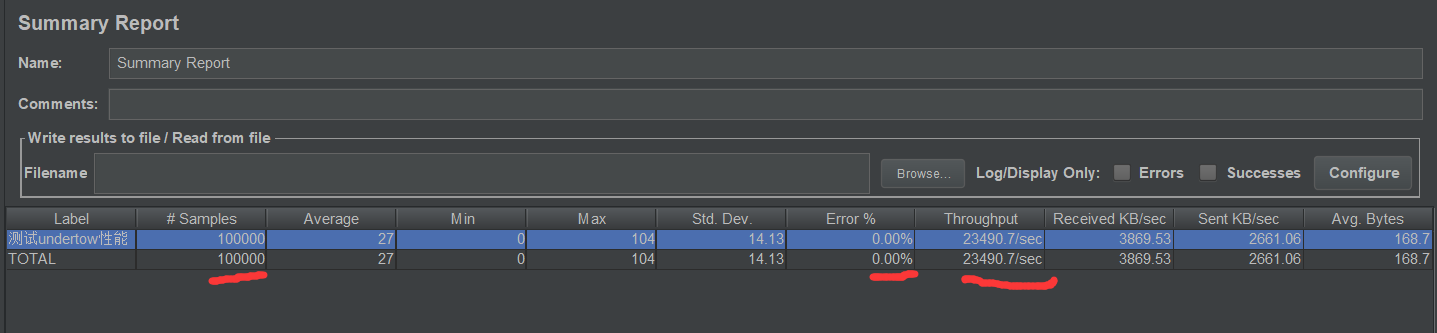 Summary Report
Name: Summary Report
Comments:
Write results to file / Read from file
Filename Browse... Log/Display Only: Errors Successes Configure
Label # Samples Average Min Max Std. Dev. Error % Throughput Received KB/sec Sent KB/sec Avg. Bytes
测试undertow性能 100000 27 0 104 14.13 0.00% 23490.7/sec 3869.53 2661.06 168.7
TOTAL 100000 27 0 104 14.13 0.00% 23490.7/sec 3869.53 2661.06 168.7